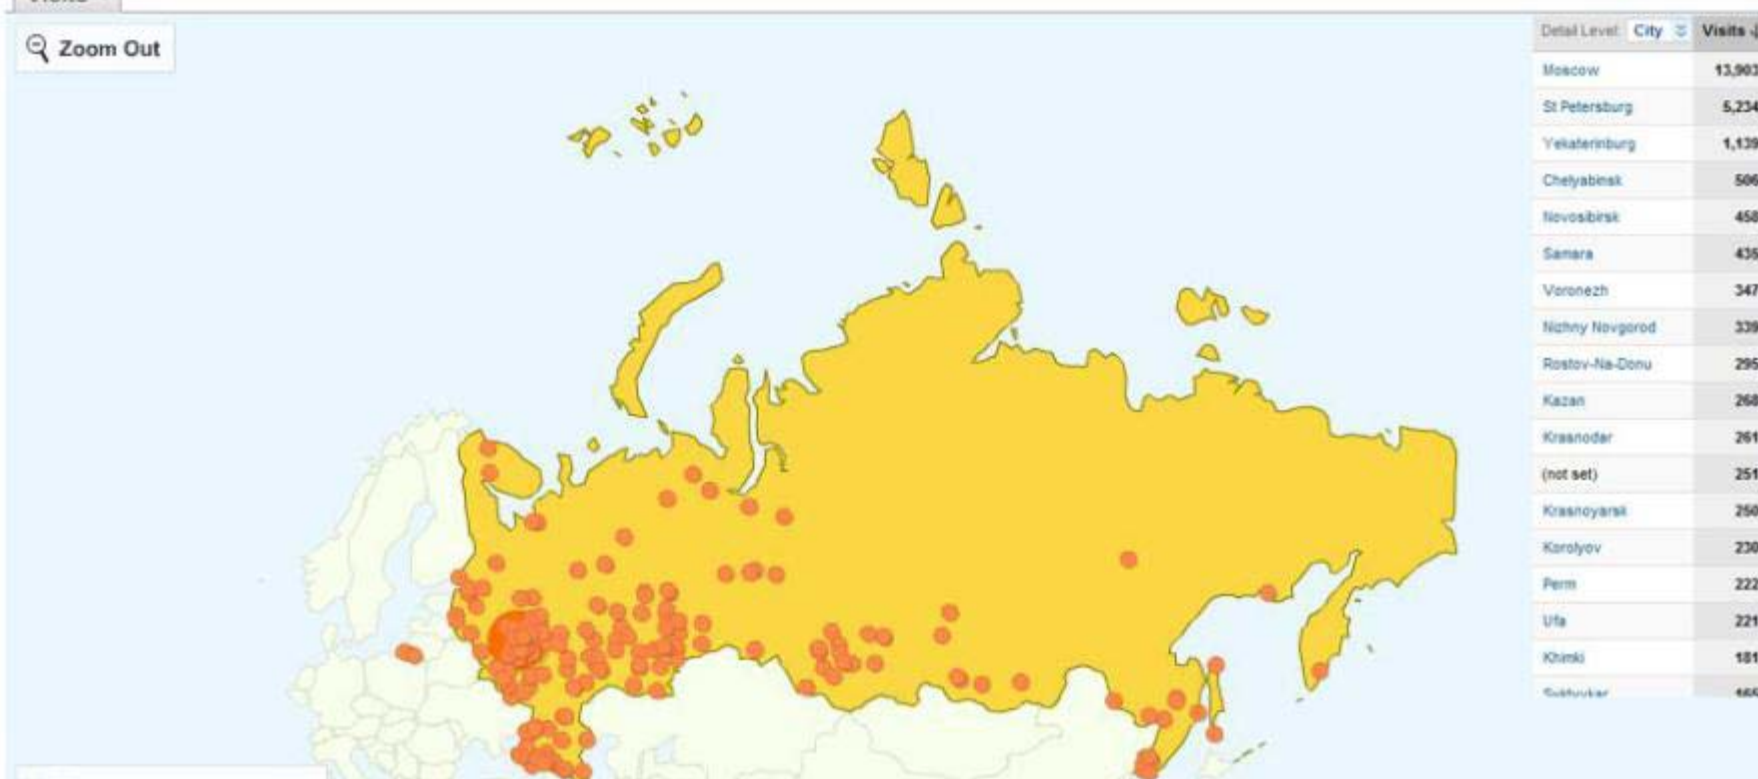 Zoom Out
Detail Level: City Visits
Moscow 13,903
St Petersburg 5,234
Yekaterinburg 1,139
Chelyabinsk 506
Novosibirsk 458
Samara 435
Voronezh 347
Nizhny Novgorod 339
Rostov-Na-Donu 295
Kazan 268
Krasnodar 261
(not set) 251
Krasnoyarsk 250
Korolyov 230
Perm 222
Ufa 221
Khimki 181